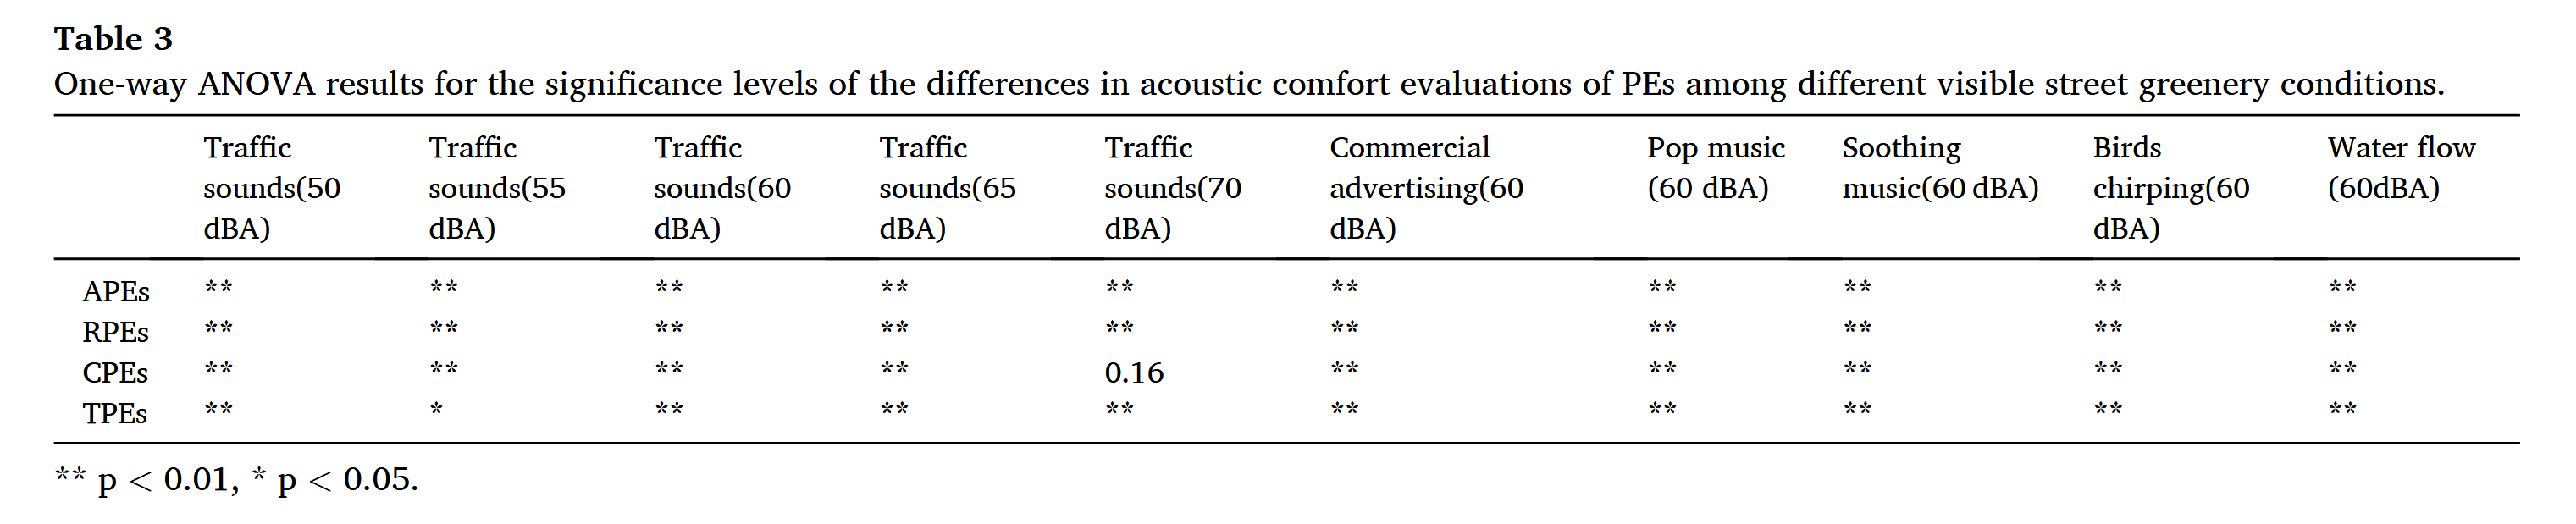 Table 3
One-way ANOVA results for the significance levels of the differences in acoustic comfort evaluations of PEs among different visible street greenery conditions.
Traffic Traffic Traffic Traffic Traffic Commercial Pop music Soothing Birds Water flow
sounds(50 sounds(55 sounds(60 sounds(65 sounds(70 advertising(60 (60 dBA) music(60 dBA) chirping(60 (60dBA)
dBA) dBA) dBA) dBA) dBA) dBA) dBA)
APEs ** ** ** ** ** ** ** ** ** **
RPEs ** ** ** ** ** ** ** ** ** **
CPEs ** ** ** ** 0.16 ** ** ** ** **
TPEs ** * ** ** ** ** ** ** ** **
** p < 0.01, * p < 0.05.